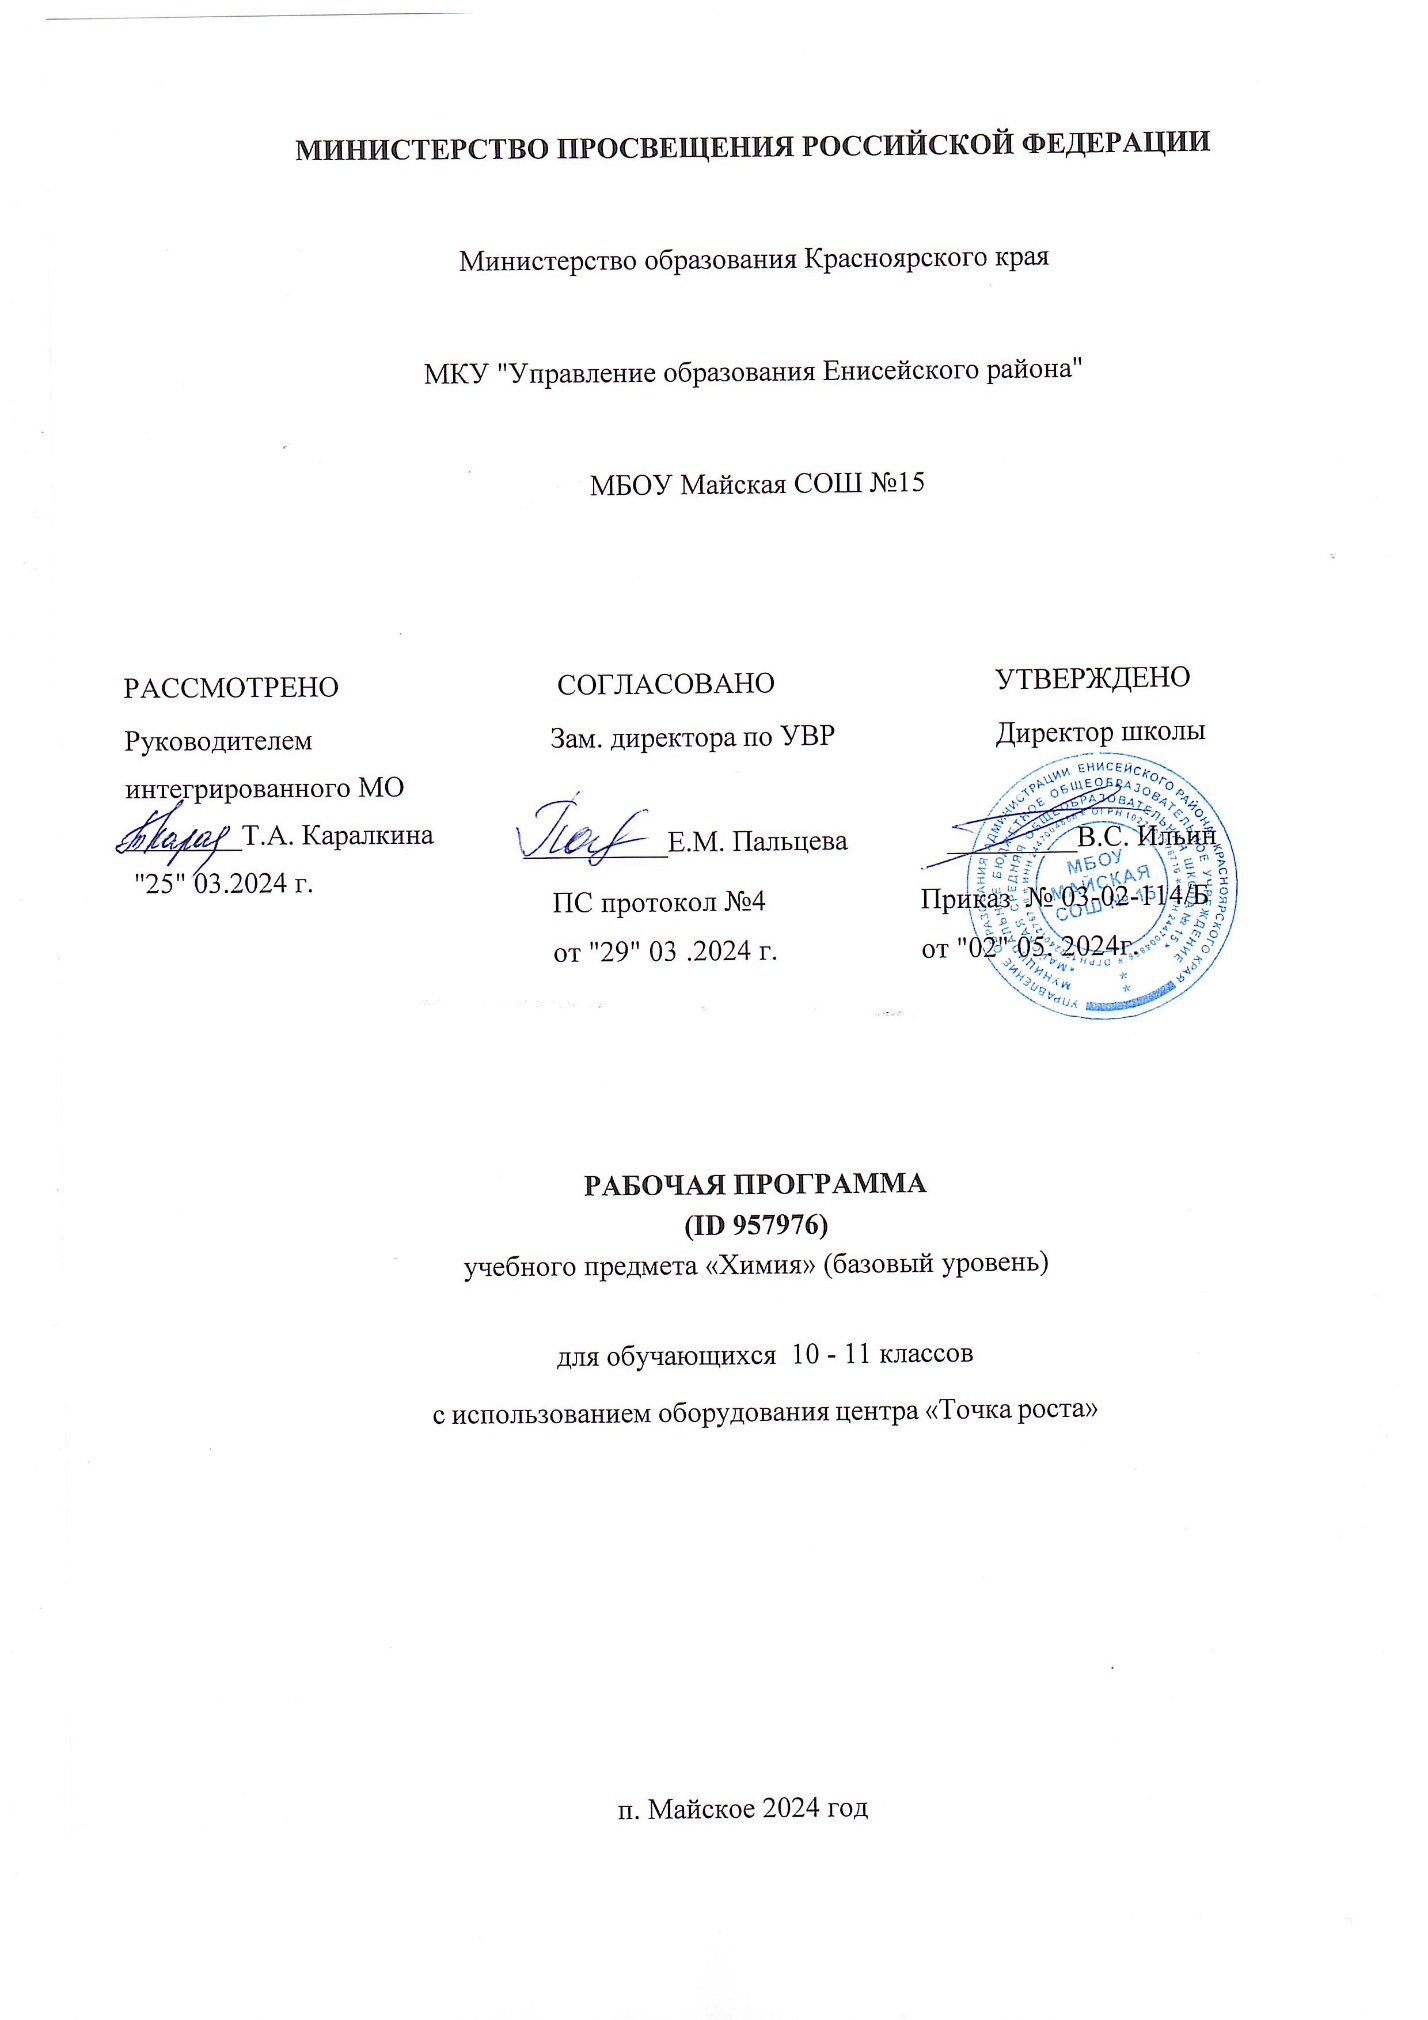 МИНИСТЕРСТВО ПРОСВЕЩЕНИЯ РОССИЙСКОЙ ФЕДЕРАЦИИ
Министерство образования Красноярского края
МКУ "Управление образования Енисейского района"
МБОУ Майская СОШ №15
РАССМОТРЕНО
Руководителем
интегрированного МО
Т.А. Каралкина
"25" 03.2024 г.
СОГЛАСОВАНО
Зам. директора по УВР
Е.М. Пальцева
ПС протокол №4
от "29" 03 .2024 г.
УТВЕРЖДЕНО
Директор школы
В.С. Ильин
Приказ № 03-02-114/Б
от "02" 05. 2024г.
МБОУ
МАЙСКАЯ
СОШ № 15
РАБОЧАЯ ПРОГРАММА
(ID 957976)
учебного предмета «Химия» (базовый уровень)
для обучающихся 10 - 11 классов
с использованием оборудования центра «Точка роста»
п. Майское 2024 год